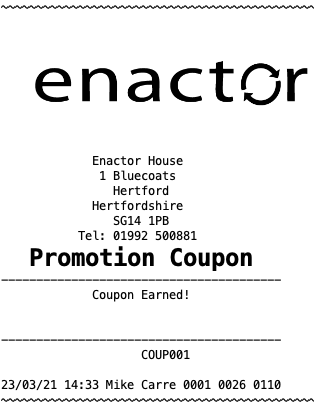 enactor
Enactor House
1 Bluecoats
Hertford
Hertfordshire
SG14 1PB
Tel: 01992 500881
Promotion Coupon
Coupon Earned!
COUP001
23/03/21 14:33 Mike Carre 0001 0026 0110